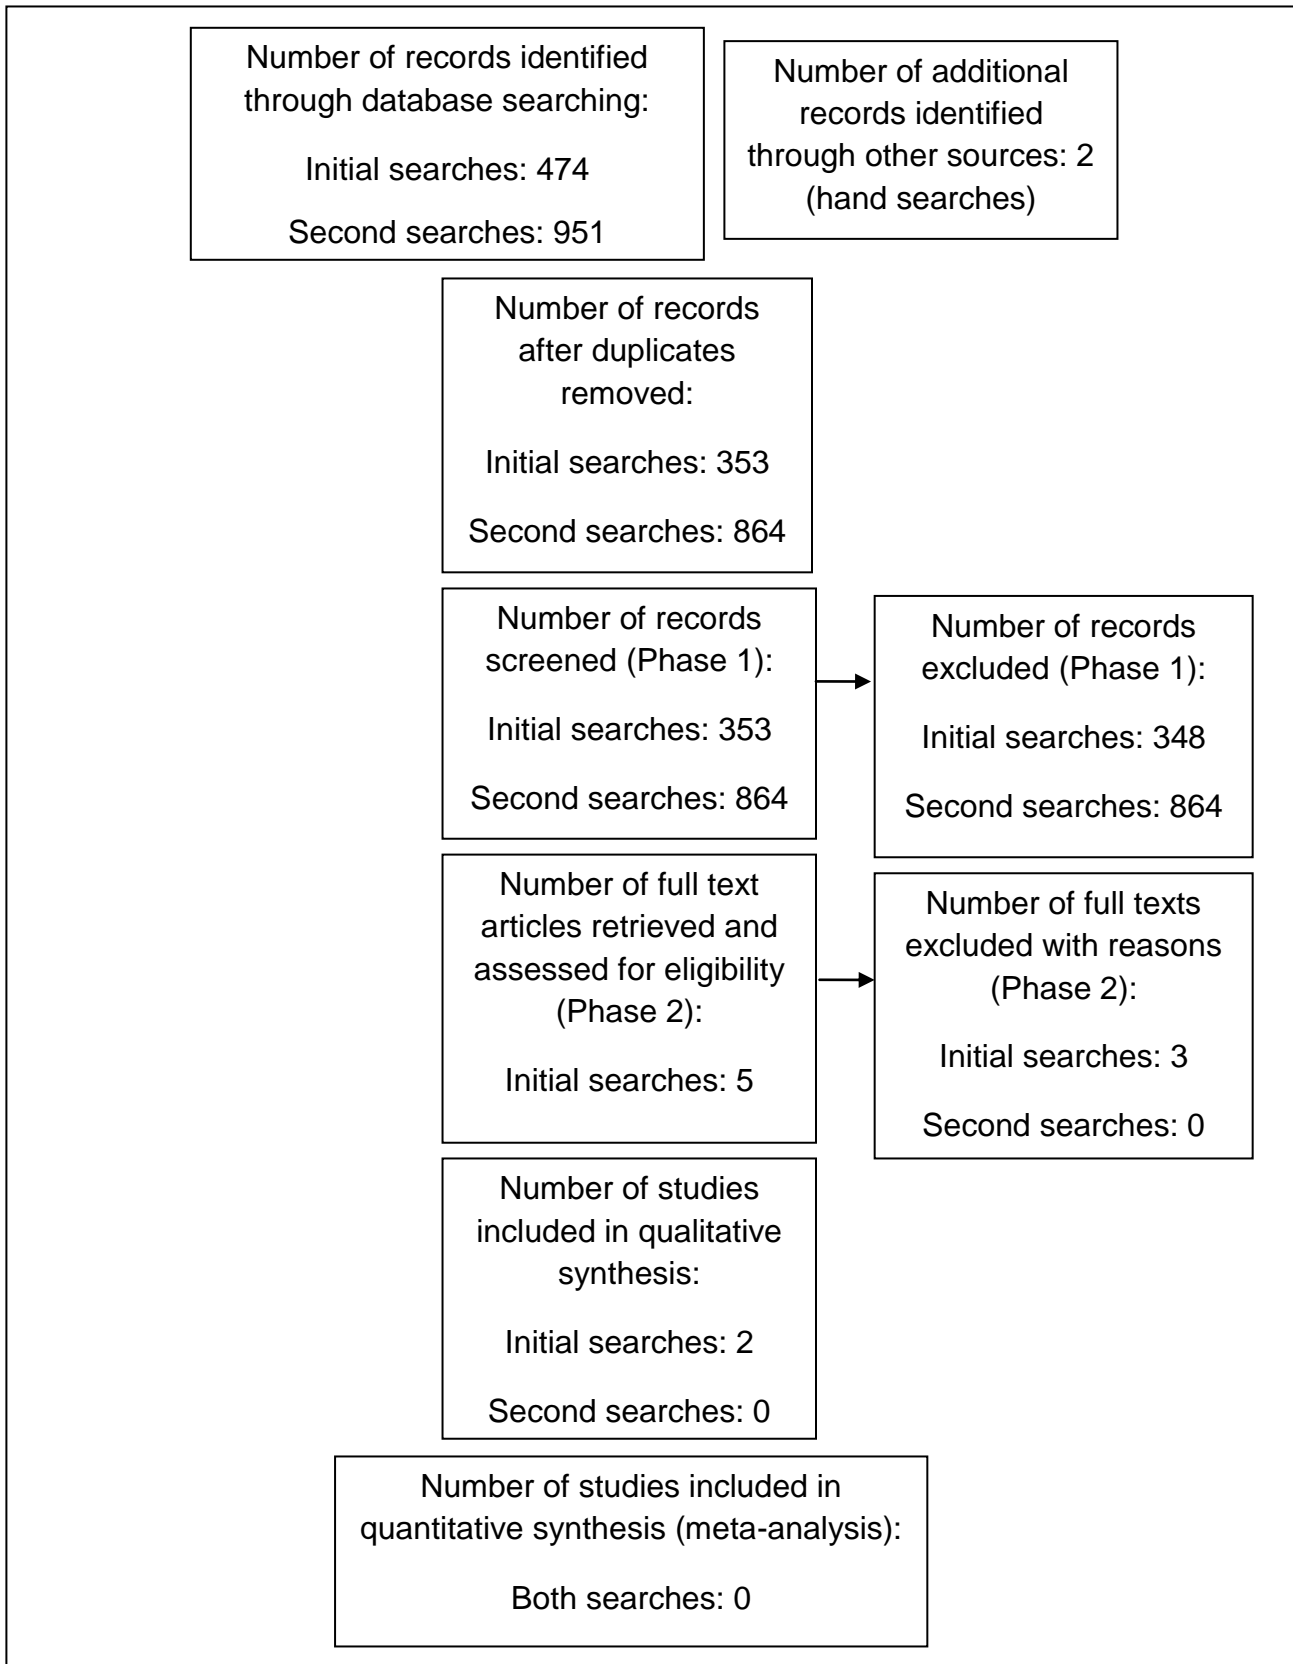 Number of records identified
through database searching:
Initial searches: 474
Second searches: 951
Number of additional
records identified
through other sources: 2
(hand searches)
Number of records
after duplicates
removed:
Initial searches: 353
Second searches: 864
Number of records
screened (Phase 1):
Initial searches: 353
Second searches: 864
Number of records
excluded (Phase 1):
Initial searches: 348
Second searches: 864
Number of full text
articles retrieved and
assessed for eligibility
(Phase 2):
Initial searches: 5
Number of full texts
excluded with reasons
(Phase 2):
Initial searches: 3
Second searches: 0
Number of studies
included in qualitative
synthesis:
Initial searches: 2
Second searches: 0
Number of studies included in
quantitative synthesis (meta-analysis):
Both searches: 0